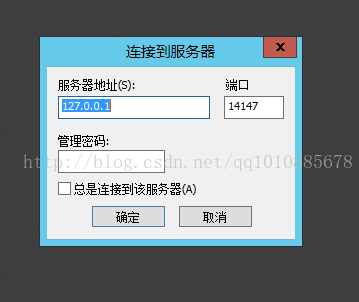 连接到服务器
x
服务器地址(S):
端口
127.0.0.1
14147
管理密码:
http://blog.csdn.net/qq1010885678
总是连接到该服务器(A)
确定
取消